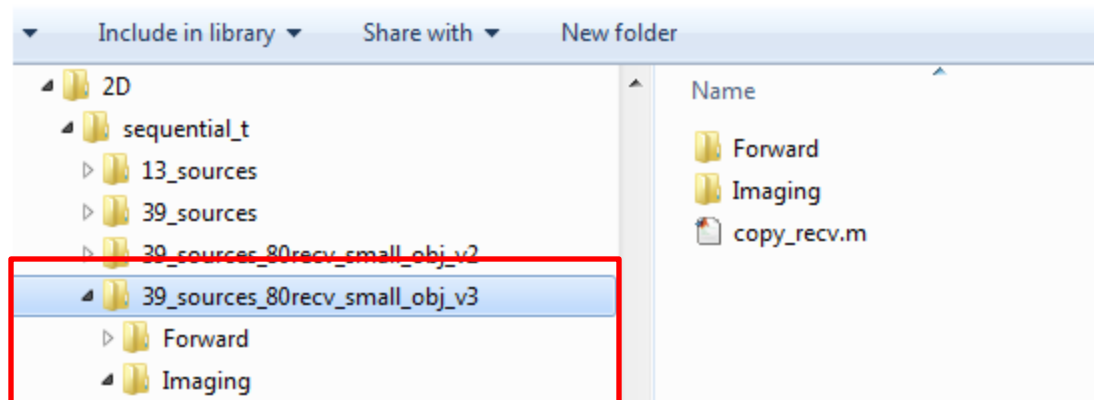 Include in library Share with New folder
2D
sequential_t
13_sources
39_sources
39_sources_80recv_small_obj_v2
39_sources_80recv_small_obj_v3
Forward
Imaging
Name
Forward
Imaging
copy_recv.m